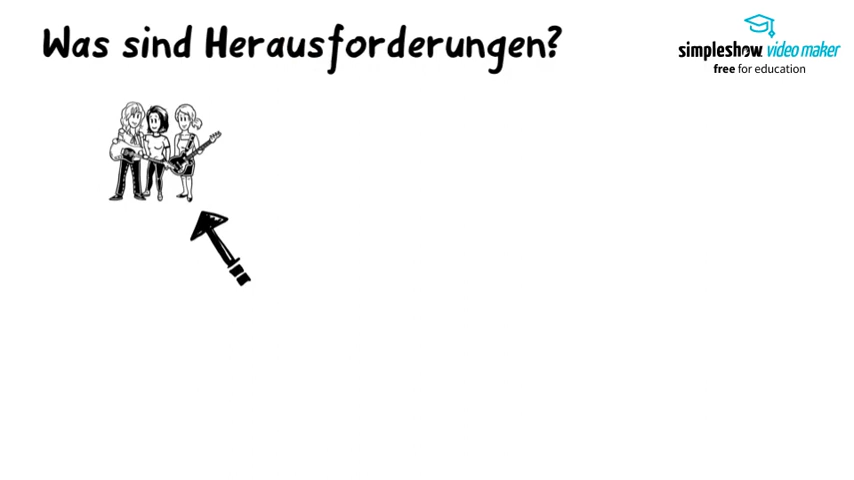 Was sind Herausforderungen?
simpleshow video maker
free for education